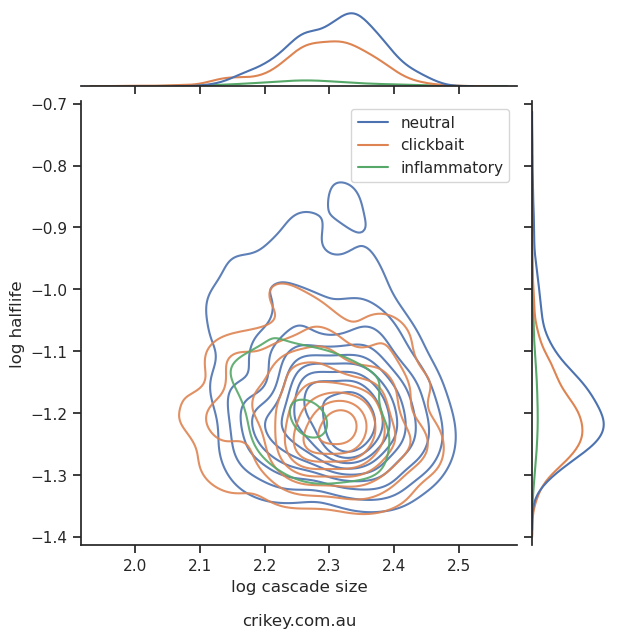 −0.7
neutral
−0.8
clickbait
inflammatory
−0.9
−1.0
−1.1
−1.2
−1.3
−1.4
log halflife
2.0 2.1 2.2 2.3 2.4 2.5
log cascade size
crikey.com.au